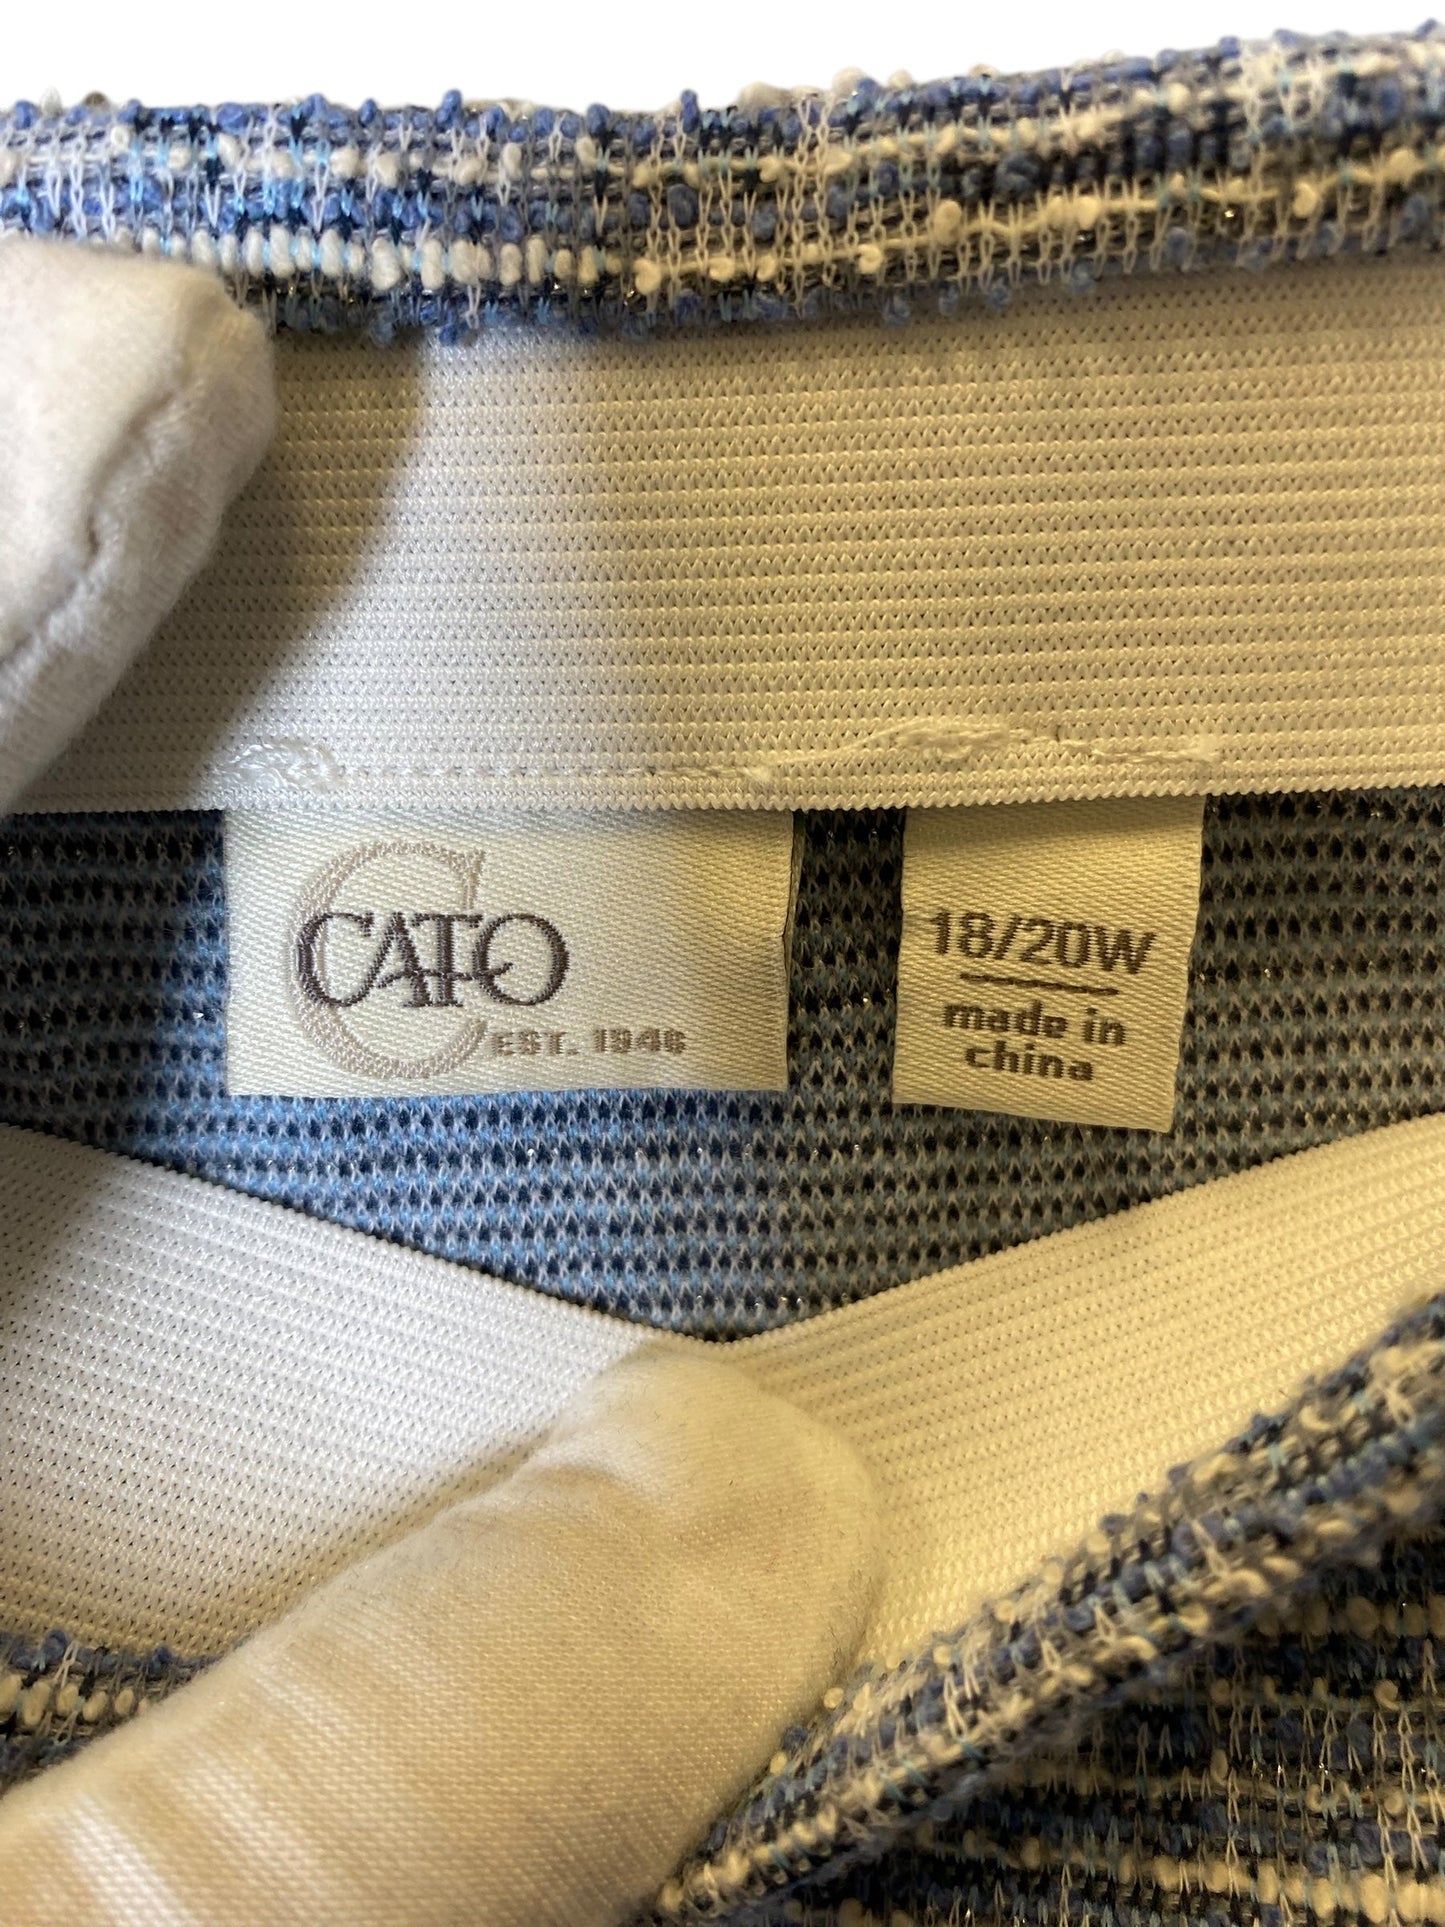 C
CATO
EST. 1946
18/20W
made in
china